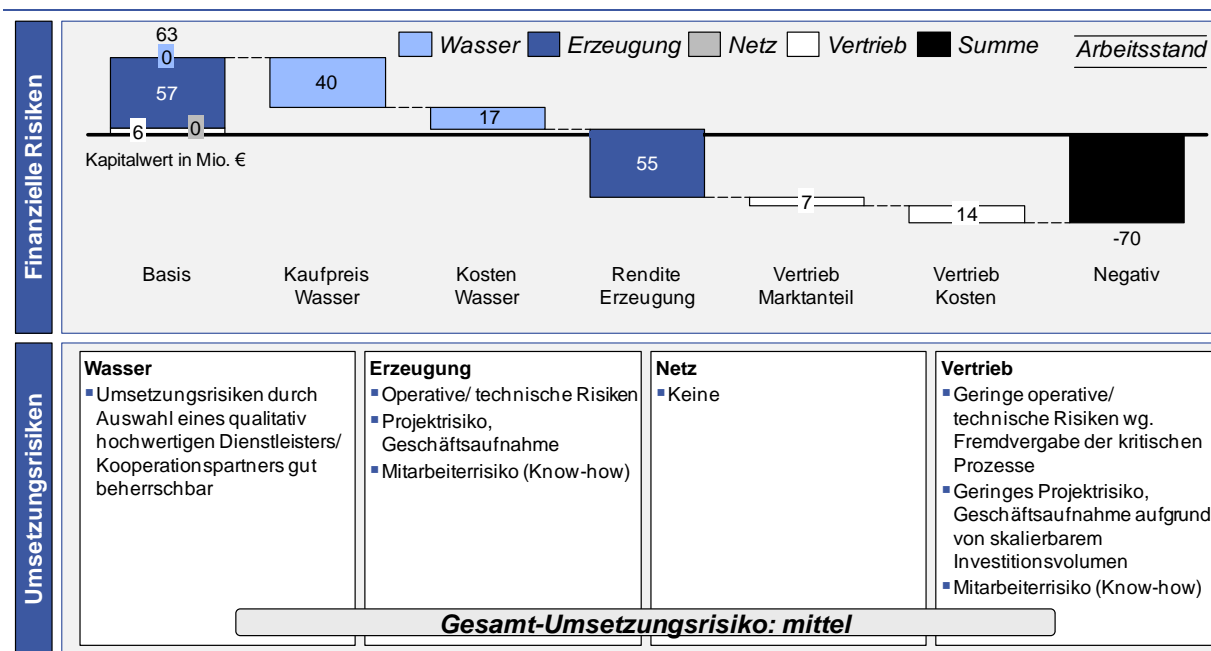 Finanzielle Risiken
63
Wasser Erzeugung Netz Vertrieb Summe
Arbeitsstand
0
57
40
17
6
0
Kapitalwert in Mio. €
55
7
14
-70
Basis
Kaufpreis
Wasser
Kosten
Wasser
Rendite
Erzeugung
Vertrieb
Marktanteil
Vertrieb
Kosten
Negativ
Umsetzungsrisiken
Wasser
Umsetzungsrisiken durch
Auswahl eines qualitativ
hochwertigen Dienstleisters/
Kooperationspartners gut
beherrschbar
Erzeugung
Operative/ technische Risiken
Projektrisiko,
Geschäftsaufnahme
Mitarbeiterrisiko (Know-how)
Netz
Keine
Vertrieb
Geringe operative/
technische Risiken wg.
Fremdvergabe der kritischen
Prozesse
Geringes Projektrisiko,
Geschäftsaufnahme aufgrund
von skalierbarem
Investitionsvolumen
Mitarbeiterrisiko (Know-how)
Gesamt-Umsetzungsrisiko: mittel